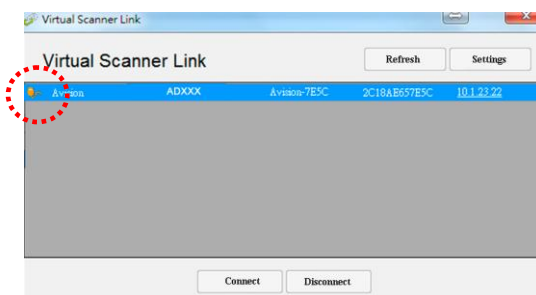 Virtual Scanner Link
Virtual Scanner Link Refresh Settings
Avision ADXXX Avision-7E5C 2C18AE657E5C 10.1.23.22
Connect Disconnect